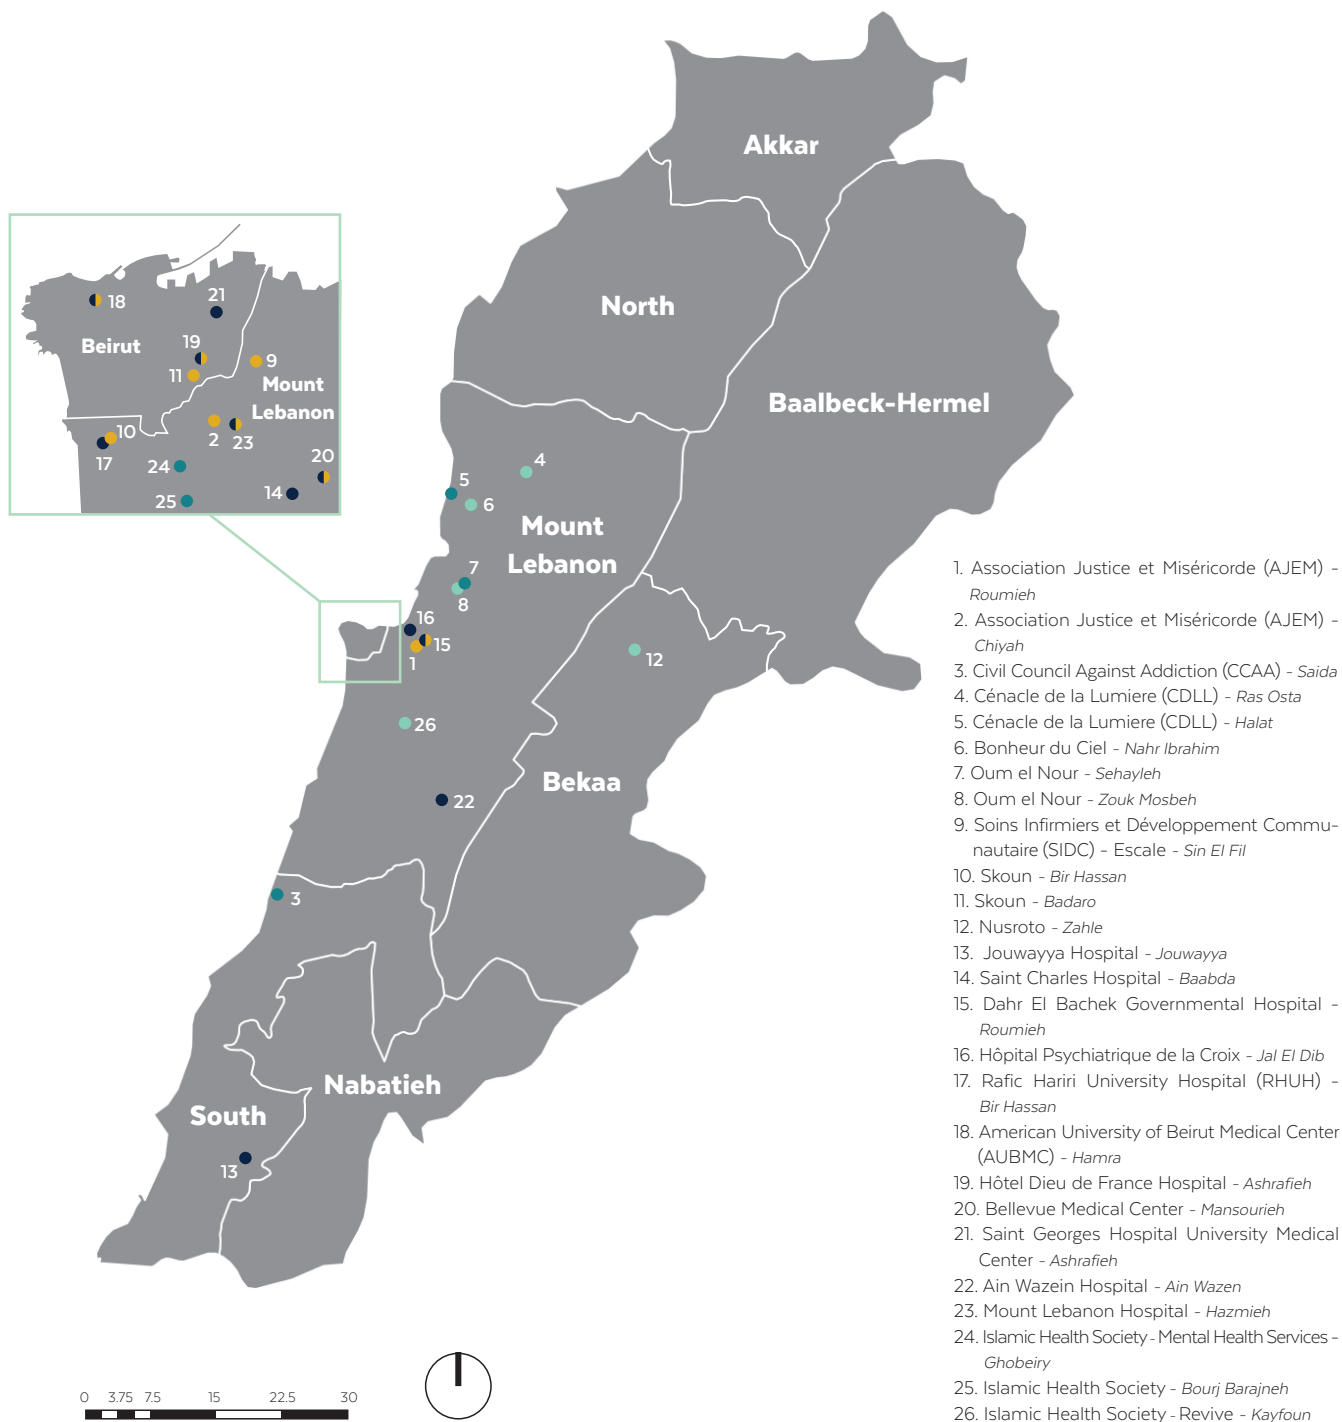 Akkar
North
Baalbeck-Hermel
18
21
Beirut
19
9
11
Mount
Lebanon
10
2
23
17
24
20
14
25
4
5
6
Mount
Lebanon
7
8
16
15
1
12
26
Bekaa
22
3
Nabatieh
South
13
1. Association Justice et Miséricorde (AJEM) -
Roumieh
2. Association Justice et Miséricorde (AJEM) -
Chiyah
3. Civil Council Against Addiction (CCAA) - Saida
4. Cénacle de la Lumiere (CDLL) - Ras Osta
5. Cénacle de la Lumiere (CDLL) - Halat
6. Bonheur du Ciel - Nahr Ibrahim
7. Oum el Nour - Sehayleh
8. Oum el Nour - Zouk Mosbeh
9. Soins Infirmiers et Développement Commu-
nautaire (SIDC) - Escale - Sin El Fil
10. Skoun - Bir Hassan
11. Skoun - Badaro
12. Nusroto - Zahle
13. Jouwayya Hospital - Jouwayya
14. Saint Charles Hospital - Baabda
15. Dahr El Bachek Governmental Hospital -
Roumieh
16. Hôpital Psychiatrique de la Croix - Jal El Dib
17. Rafic Hariri University Hospital (RHUH) -
Bir Hassan
18. American University of Beirut Medical Center
(AUBMC) - Hamra
19. Hôtel Dieu de France Hospital - Ashrafieh
20. Bellevue Medical Center - Mansourieh
21. Saint Georges Hospital University Medical
Center - Ashrafieh
22. Ain Wazein Hospital - Ain Wazen
23. Mount Lebanon Hospital - Hazmieh
24. Islamic Health Society - Mental Health Services -
Ghobeiry
25. Islamic Health Society - Bourj Barajneh
26. Islamic Health Society - Revive - Kayfoun
0 3.75 7.5 15 22.5 30